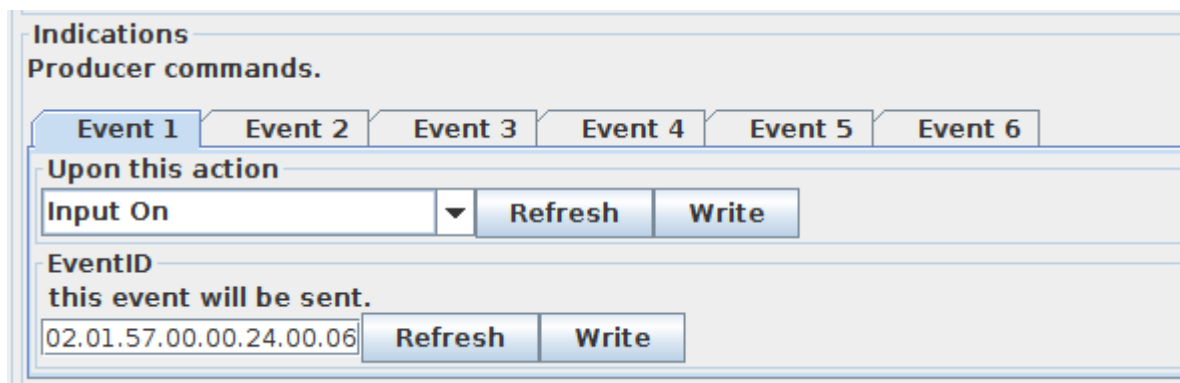 Indications
Producer commands.
Event 1 Event 2 Event 3 Event 4 Event 5 Event 6
Upon this action
Input On Refresh Write
EventID
this event will be sent.
02.01.57.00.00.24.00.06 Refresh Write